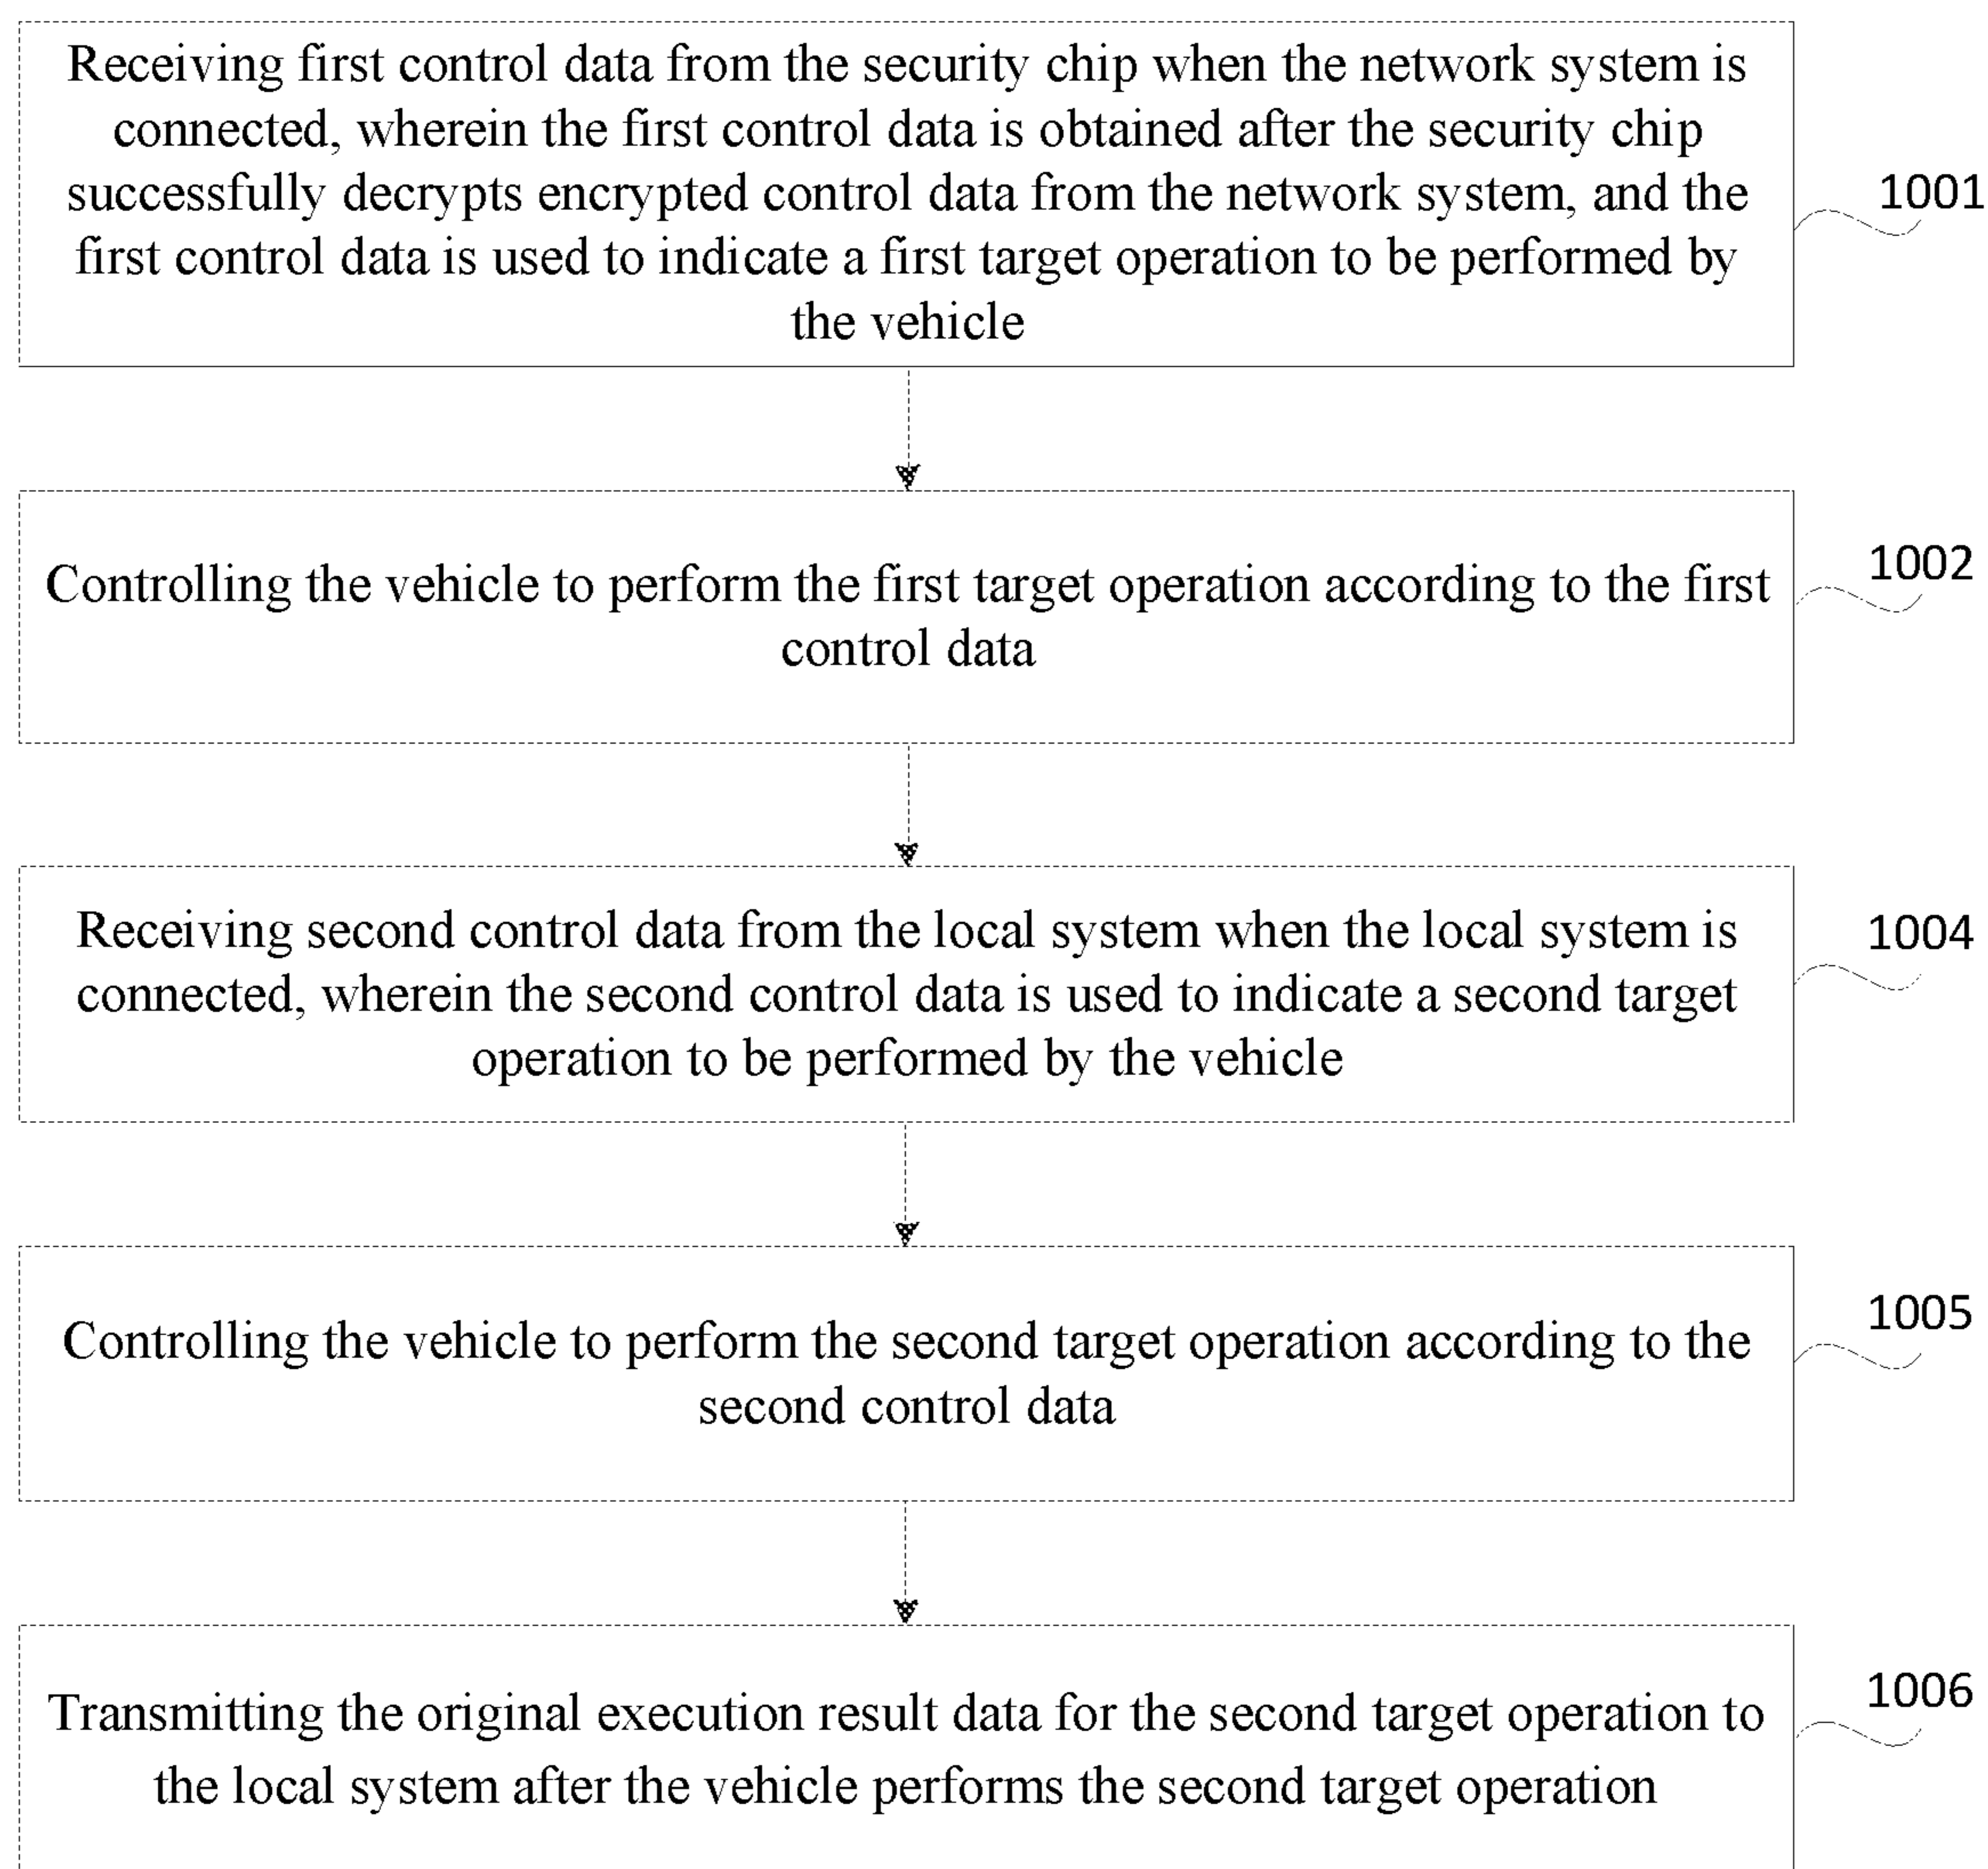 Receiving first control data from the security chip when the network system is
connected, wherein the first control data is obtained after the security chip
successfully decrypts encrypted control data from the network system, and the
first control data is used to indicate a first target operation to be performed by
the vehicle
1001
Controlling the vehicle to perform the first target operation according to the first
control data
1002
Receiving second control data from the local system when the local system is
connected, wherein the second control data is used to indicate a second target
operation to be performed by the vehicle
1004
Controlling the vehicle to perform the second target operation according to the
second control data
1005
Transmitting the original execution result data for the second target operation to
the local system after the vehicle performs the second target operation
1006